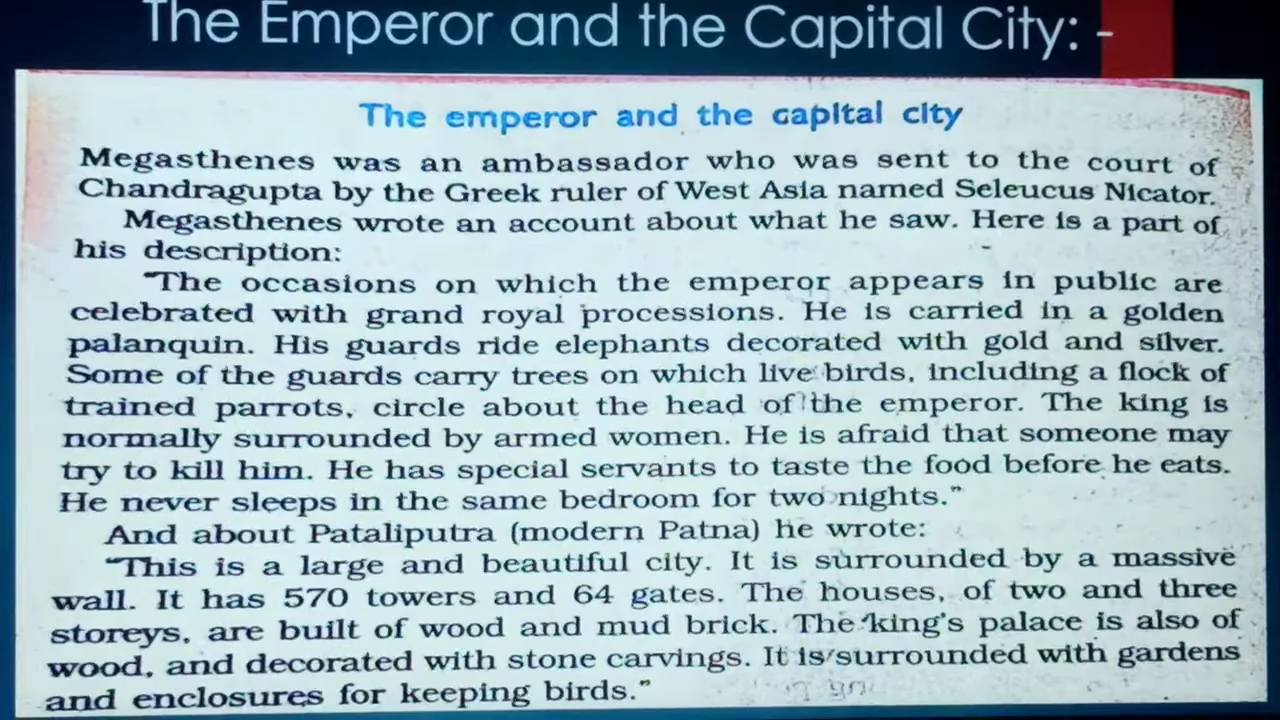 The Emperor and the Capital City: -
The emperor and the capital city
Megasthenes was an ambassador who was sent to the court of
Chandragupta by the Greek ruler of West Asia named Seleucus Nicator.
Megasthenes wrote an account about what he saw. Here is a part of
his description:
"The occasions on which the emperor appears in public are
celebrated with grand royal processions. He is carried in a golden
palanquin. His guards ride elephants decorated with gold and silver.
Some of the guards carry trees on which live birds, including a flock of
trained parrots, circle about the head of the emperor. The king is
normally surrounded by armed women. He is afraid that someone may
try to kill him. He has special servants to taste the food before he eats.
He never sleeps in the same bedroom for two nights."
And about Pataliputra (modern Patna) he wrote:
"This is a large and beautiful city. It is surrounded by a massive
wall. It has 570 towers and 64 gates. The houses, of two and three
storeys, are built of wood and mud brick. The king's palace is also of
wood, and decorated with stone carvings. It is surrounded with gardens
and enclosures for keeping birds."